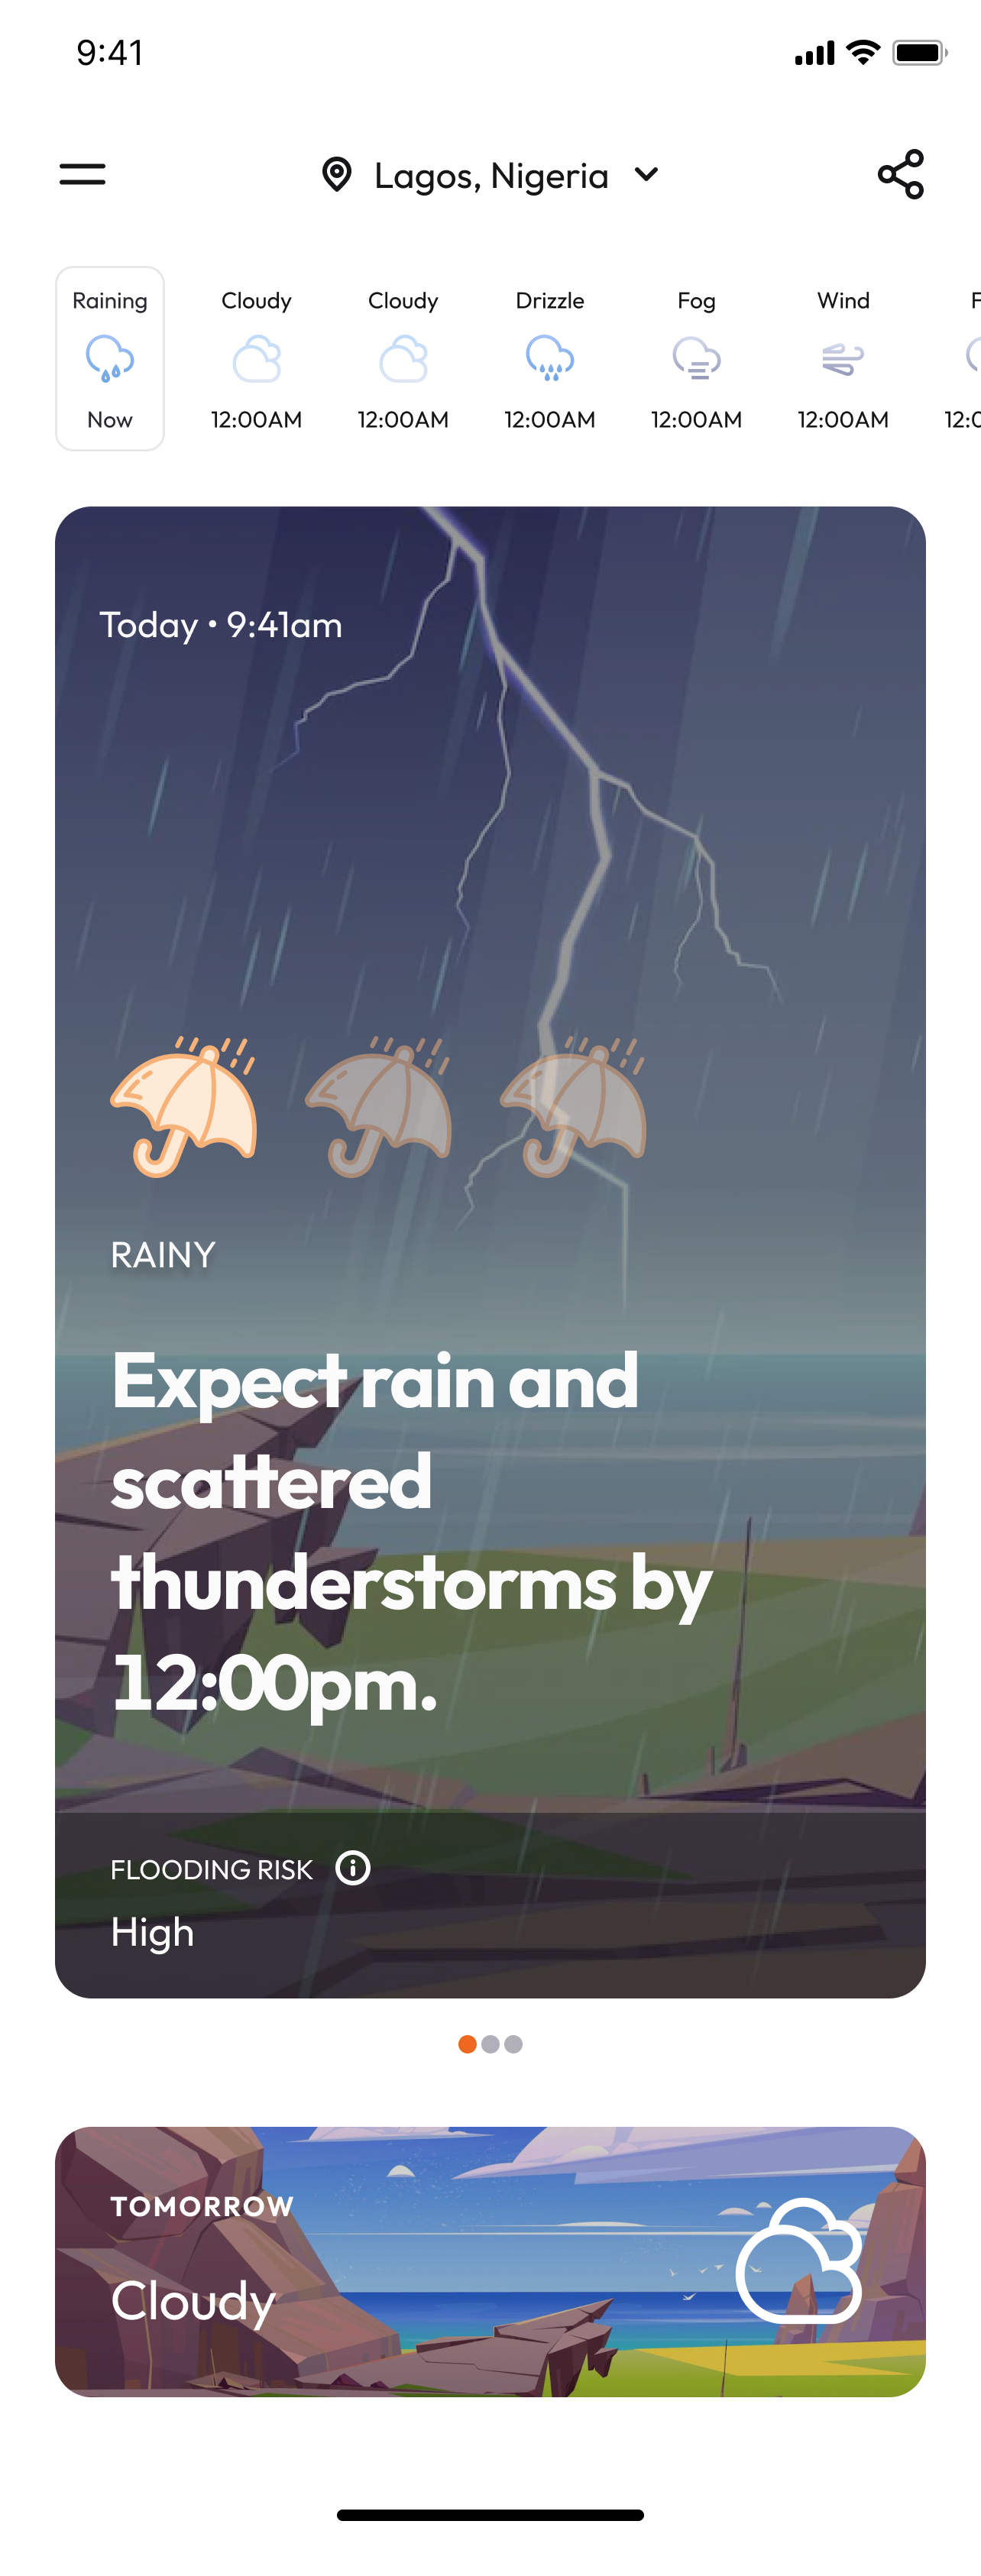 9:41
Lagos, Nigeria
Raining Cloudy Cloudy Drizzle Fog Wind F
Now 12:00AM 12:00AM 12:00AM 12:00AM 12:00AM 12:0
Today • 9:41am
RAINY
Expect rain and
scattered
thunderstorms by
12:00pm.
FLOODING RISK
High
TOMORROW
Cloudy